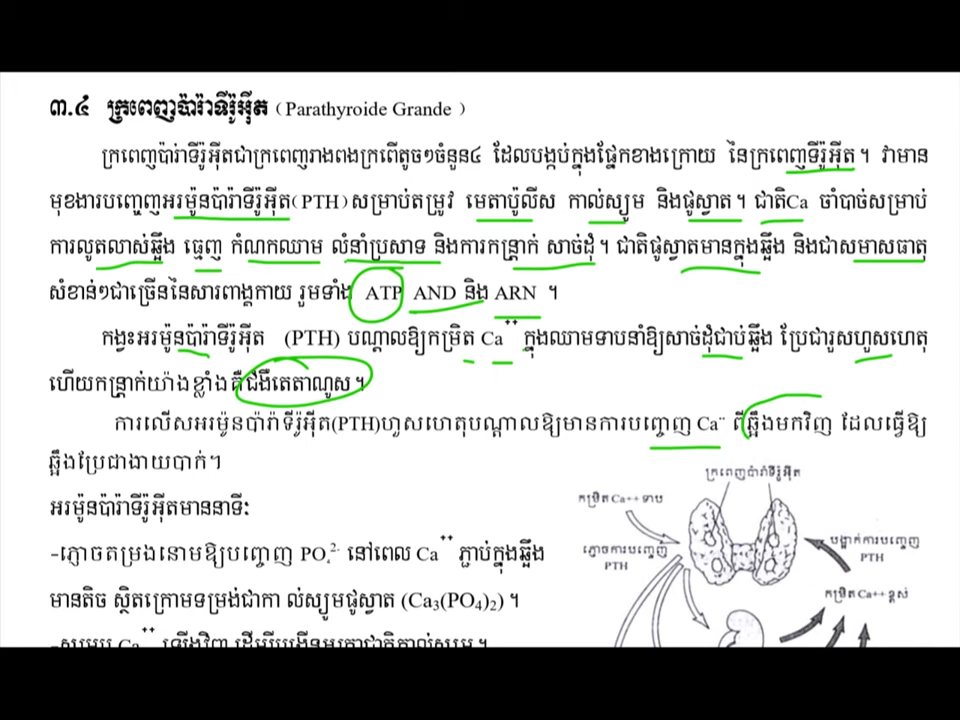 ៣.៤ ក្រពេញប៉ារ៉ាទីរ៉ូអ៊ីត (Parathyroide Grande )
ក្រពេញប៉ារ៉ាទីរ៉ូអ៊ីតជាក្រពេញរាងពងក្រពើតូចៗចំនួន៤ ដែលបង្កប់ក្នុងផ្នែកខាងក្រោយ នៃក្រពេញទីរ៉ូអ៊ីត។ វាមាន
មុខងារបញ្ចេញអរម៉ូនប៉ារ៉ាទីរ៉ូអ៊ីត(PTH)សម្រាប់តម្រូវ មេតាប៉ូលីស កាល់ស្យូម និងផូស្វាត។ ជាតិCa ចាំបាច់សម្រាប់
ការលូតលាស់ឆ្អឹង ធ្មេញ កំណកឈាម លំនាំប្រសាទ និងការកន្ត្រាក់ សាច់ដុំ។ ជាតិផូស្វាតមានក្នុងឆ្អឹង និងជាសមាសធាតុ
សំខាន់ៗជាច្រើននៃសារពាង្គកាយ រួមទាំង ATP AND និង ARN ។
កង្វះអរម៉ូនប៉ារ៉ាទីរ៉ូអ៊ីត (PTH) បណ្តាលឱ្យកម្រិត Ca⁺⁺ ក្នុងឈាមទាបនាំឱ្យសាច់ដុំជាប់ឆ្អឹង ប្រែជារួសហួសហេតុ
ហើយកន្ត្រាក់យ៉ាងខ្លាំងគឺជំងឺតេតាណូស។
ការលើសអរម៉ូនប៉ារ៉ាទីរ៉ូអ៊ីត(PTH)ហួសហេតុបណ្តាលឱ្យមានការបញ្ចេញ Ca⁺⁺ ពីឆ្អឹងមកវិញ ដែលធ្វើឱ្យ
ឆ្អឹងប្រែជាងាយបាក់។
អរម៉ូនប៉ារ៉ាទីរ៉ូអ៊ីតមាននាទី៖
-ភ្ញោចតម្រងនោមឱ្យបញ្ចេញ PO₄²⁻ នៅពេល Ca⁺⁺ ភ្ជាប់ក្នុងឆ្អឹង
មានតិច ស្ថិតក្រោមទម្រង់ជាកា ល់ស្យូមផូស្វាត (Ca₃(PO₄)₂) ។
ក្រពេញប៉ារ៉ាទីរ៉ូអ៊ីត
កម្រិត Ca++ ទាប
ភ្ញោចការបញ្ចេញ
PTH
បង្អាក់ការបញ្ចេញ
PTH
កម្រិត Ca++ ខ្ពស់